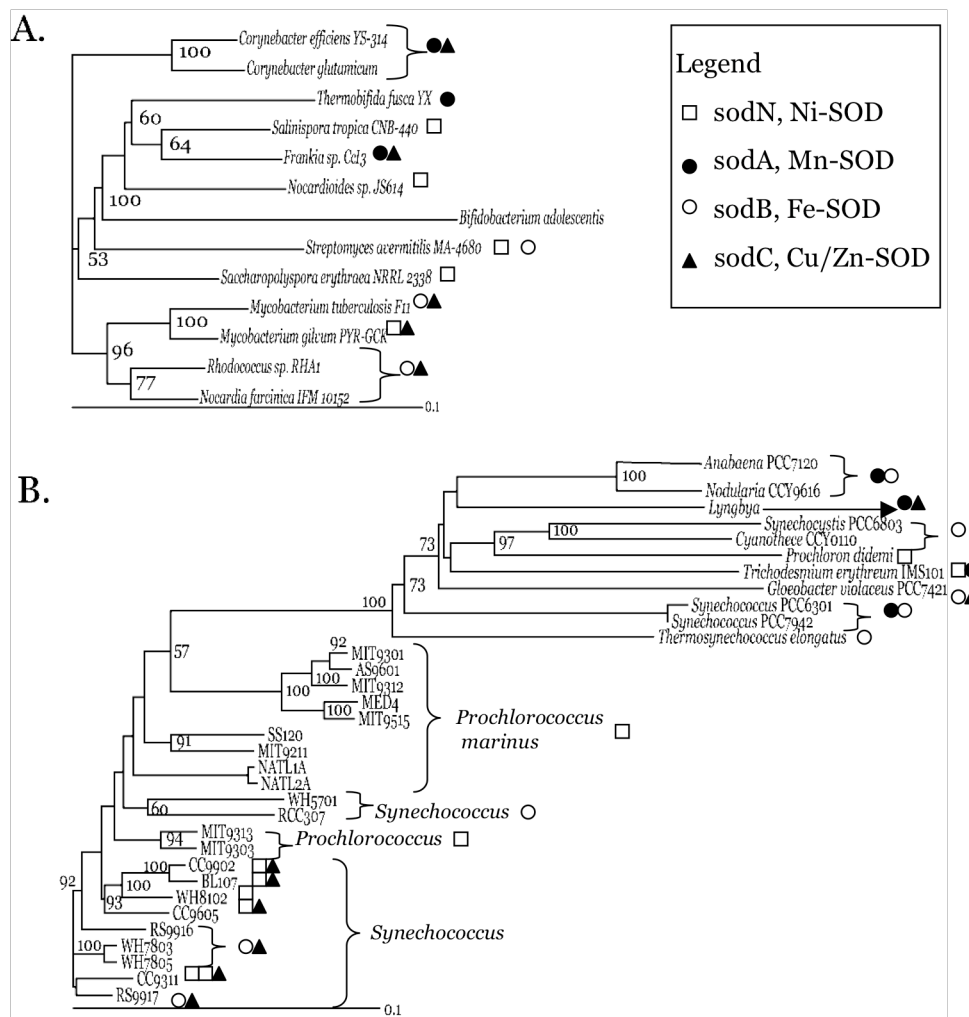 A.
Corynebacter efficiens YS-314
100
Corynebacter glutamicum
Thermobifida fusca YX
60
Salinispora tropica CNB-440
64
Frankia sp. CcI3
Nocardioides sp. JS614
100
Bifidobacterium adolescentis
Streptomyces avermitilis MA-4680
53
Saccharopolyspora erythraea NRRL 2338
Mycobacterium tuberculosis F11
100
Mycobacterium gilvum PYR-GCK
96
Rhodococcus sp. RHA1
77
Nocardia farcinica IFM 10152
0.1
Legend
sodN, Ni-SOD
sodA, Mn-SOD
sodB, Fe-SOD
sodC, Cu/Zn-SOD
B.
Anabaena PCC7120
100
Nodularia CCY9616
Lyngbya
Synechocystis PCC6803
100
Cyanothece CCY0110
73
97
Prochloron didemi
Trichodesmium erythreum IMS101
73
Gloeobacter violaceus PCC7421
100
Synechococcus PCC6301
Synechococcus PCC7942
Thermosynechococcus elongatus
92
57
MIT9301
AS9601
100
MIT9312
100
MED4
100
MIT9515
Prochlorococcus
marinus
SS120
91
MIT9211
NATL1A
NATL2A
WH5701
60
Synechococcus
RCC307
MIT9313
94
Prochlorococcus
MIT9303
CC9902
100
BL107
92
100
WH8102
93
CC9605
RS9916
Synechococcus
100
WH7803
WH7805
CC9311
RS9917
0.1